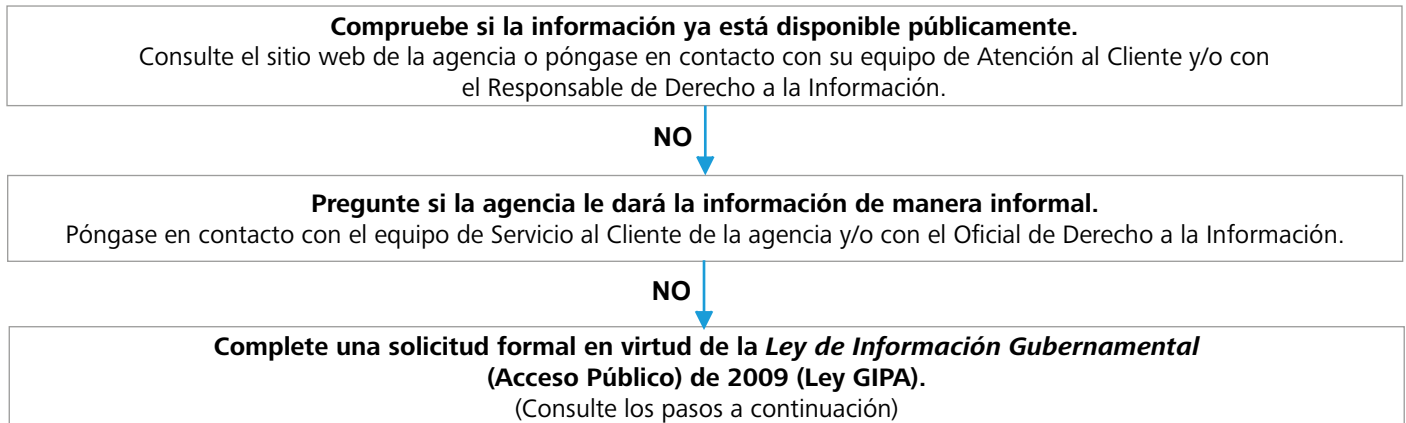 Compruebe si la información ya está disponible públicamente.
Consulte el sitio web de la agencia o póngase en contacto con su equipo de Atención al Cliente y/o con
el Responsable de Derecho a la Información.
NO
Pregunte si la agencia le dará la información de manera informal.
Póngase en contacto con el equipo de Servicio al Cliente de la agencia y/o con el Oficial de Derecho a la Información.
NO
Complete una solicitud formal en virtud de la Ley de Información Gubernamental
(Acceso Público) de 2009 (Ley GIPA).
(Consulte los pasos a continuación)